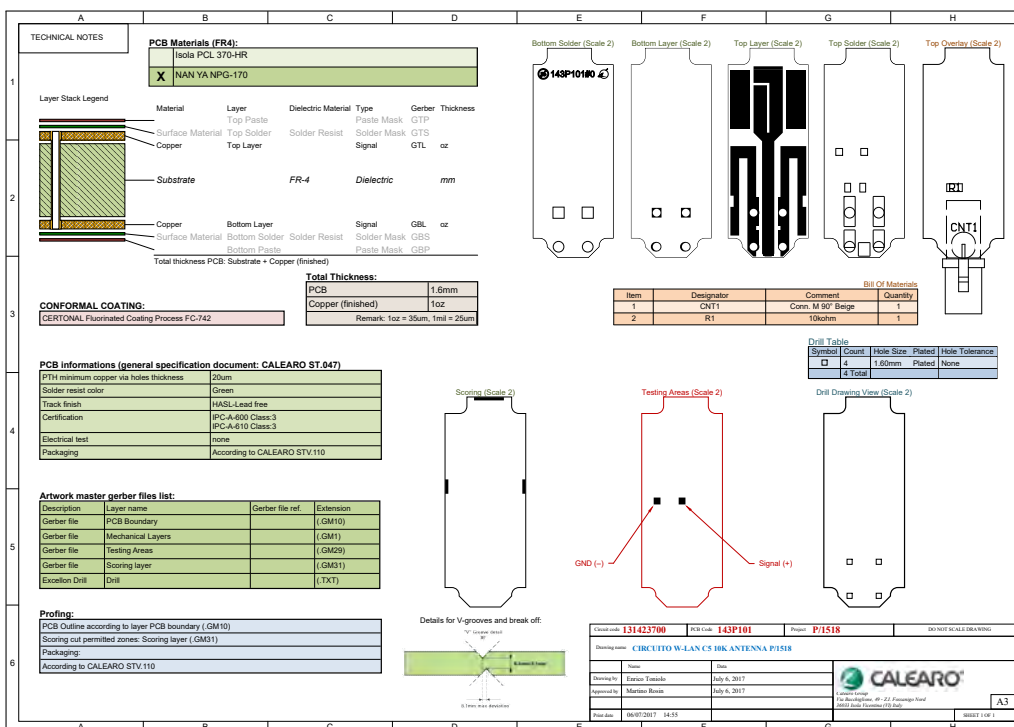 A B C D E F G H
TECHNICAL NOTES
PCB Materials (FR4):
Isola PCL 370-HR
X NAN YA NPG-170
Layer Stack Legend
Material Layer Dielectric Material Type Gerber Thickness
Top Paste Paste Mask GTP
Surface Material Top Solder Solder Resist Solder Mask GTS
Copper Top Layer Signal GTL oz
Substrate FR-4 Dielectric mm
Copper Bottom Layer Signal GBL oz
Surface Material Bottom Solder Solder Resist Solder Mask GBS
Bottom Paste Paste Mask GBP
Total thickness PCB: Substrate + Copper (finished)
Total Thickness:
PCB 1.6mm
Copper (finished) 1oz
Remark: 1oz = 35um, 1mil = 25um
CONFORMAL COATING:
CERTONAL Fluorinated Coating Process FC-742
PCB informations (general specification document: CALEARO ST.047)
PTH minimum copper via holes thickness 20um
Solder resist color Green
Track finish HASL-Lead free
Certification IPC-A-600 Class:3
IPC-A-610 Class:3
Electrical test none
Packaging According to CALEARO STV.110
Artwork master gerber files list:
Description Layer name Gerber file ref. Extension
Gerber file PCB Boundary (.GM10)
Gerber file Mechanical Layers (.GM1)
Gerber file Testing Areas (.GM29)
Gerber file Scoring layer (.GM31)
Excellon Drill Drill (.TXT)
Profing:
PCB Outline according to layer PCB boundary (.GM10)
Scoring cut permitted zones: Scoring layer (.GM31)
Packaging:
According to CALEARO STV.110
Bottom Solder (Scale 2) Bottom Layer (Scale 2) Top Layer (Scale 2) Top Solder (Scale 2) Top Overlay (Scale 2)
143P101#0
R1
CNT1
Bill Of Materials
Item Designator Comment Quantity
1 CNT1 Conn. M 90° Beige 1
2 R1 10kohm 1
Drill Table
Symbol Count Hole Size Plated Hole Tolerance
4 1.60mm Plated None
4 Total
Scoring (Scale 2) Testing Areas (Scale 2) Drill Drawing View (Scale 2)
GND (–) Signal (+)
Details for V-grooves and break off:
"V" Groove detail
30°
0.1mm max deviation
Circuit code 131423700 PCB Code 143P101 Project P/1518 DO NOT SCALE DRAWING
Drawing name CIRCUITO W-LAN C5 10K ANTENNA P/1518
Name Date
Drawing by Enrico Toniolo July 6, 2017
Approved by Martino Rosin July 6, 2017
Print date 06/07/2017 14:55
CALEARO
Calearo Group
A3
SHEET 1 OF 1
1
2
3
4
5
6
A B C D E F G H